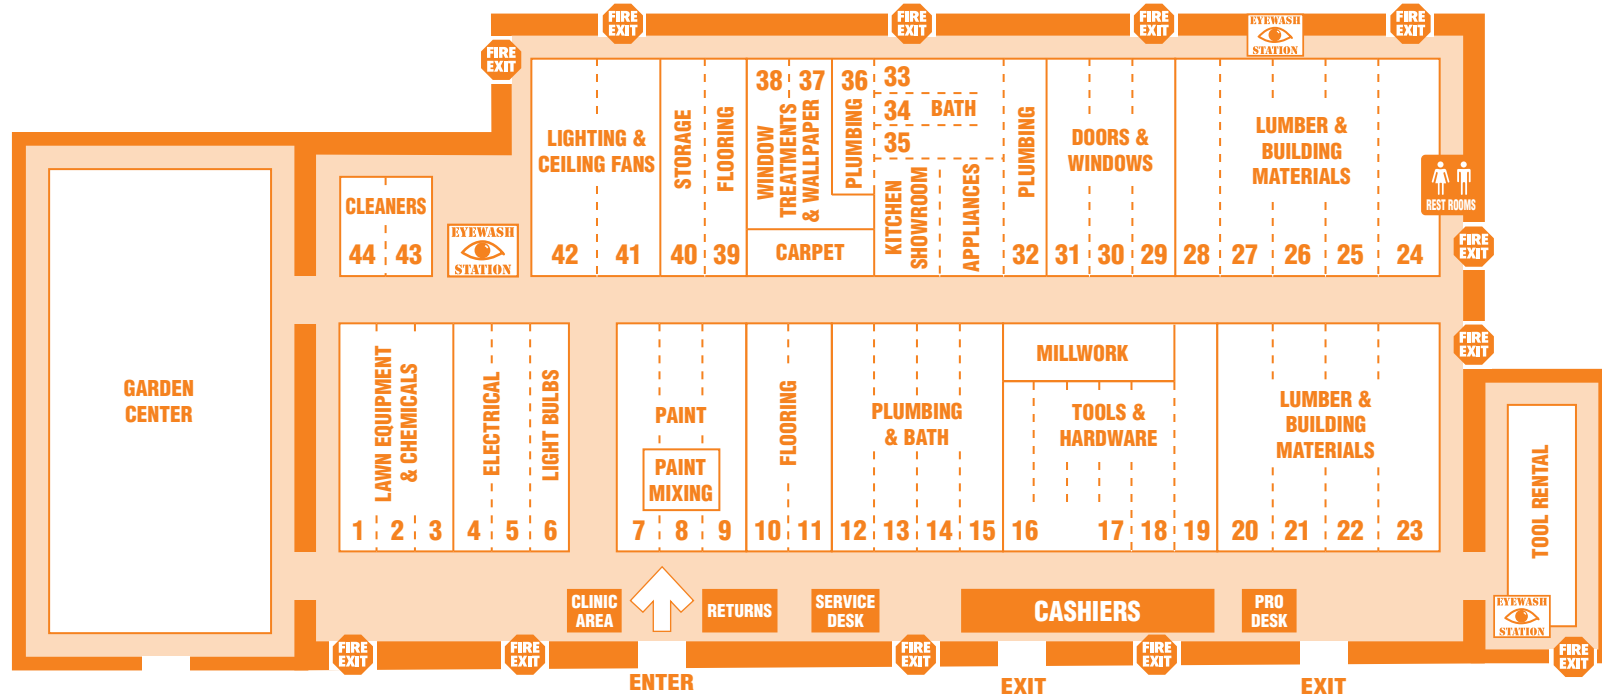 FIRE
EXIT
FIRE
EXIT
FIRE
EXIT
FIRE
EXIT
FIRE
EXIT
EYEWASH
STATION
38
37
36
33
34
BATH
35
LIGHTING &
CEILING FANS
STORAGE
FLOORING
WINDOW
TREATMENTS
& WALLPAPER
PLUMBING
KITCHEN
SHOWROOM
APPLIANCES
PLUMBING
DOORS &
WINDOWS
LUMBER &
BUILDING
MATERIALS
REST ROOMS
CLEANERS
44 43
EYEWASH
STATION
42 41 40 39
CARPET
32 31 30 29 28 27 26 25 24
FIRE
EXIT
FIRE
EXIT
GARDEN
CENTER
LAWN EQUIPMENT
& CHEMICALS
ELECTRICAL
LIGHT BULBS
PAINT
PAINT
MIXING
FLOORING
PLUMBING
& BATH
MILLWORK
TOOLS &
HARDWARE
LUMBER &
BUILDING
MATERIALS
TOOL RENTAL
1 2 3 4 5 6 7 8 9 10 11 12 13 14 15 16 17 18 19 20 21 22 23
CLINIC
AREA
RETURNS
SERVICE
DESK
CASHIERS
PRO
DESK
EYEWASH
STATION
FIRE
EXIT
FIRE
EXIT
FIRE
EXIT
FIRE
EXIT
FIRE
EXIT
ENTER
EXIT
EXIT